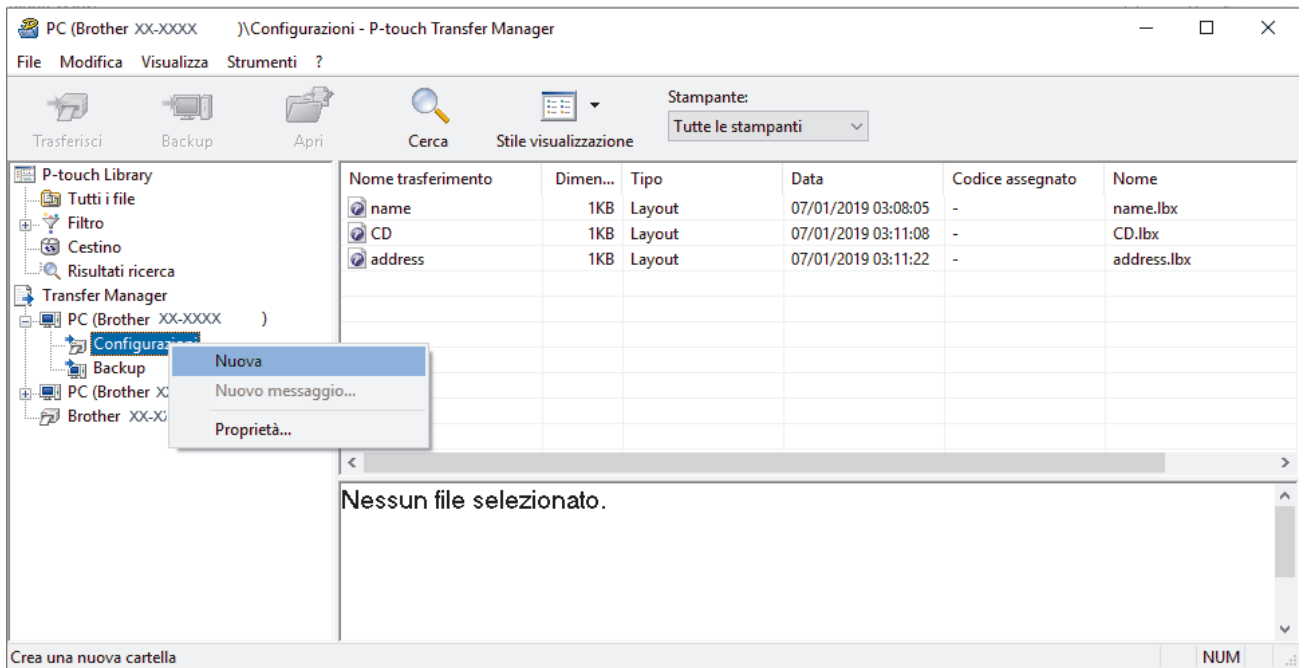 PC (Brother XX-XXXX )\Configurazioni - P-touch Transfer Manager
File Modifica Visualizza Strumenti ?
Trasferisci Backup Apri Cerca Stile visualizzazione
Stampante:
Tutte le stampanti
P-touch Library
Tutti i file
Filtro
Cestino
Risultati ricerca
Transfer Manager
PC (Brother XX-XXXX )
Configurazioni
Backup
PC (Brother
Brother
Nuova
Nuovo messaggio...
Proprietà...
Nome trasferimento Dimen... Tipo Data Codice assegnato Nome
name 1KB Layout 07/01/2019 03:08:05 - name.lbx
CD 1KB Layout 07/01/2019 03:11:08 - CD.lbx
address 1KB Layout 07/01/2019 03:11:22 - address.lbx
Nessun file selezionato.
Crea una nuova cartella NUM